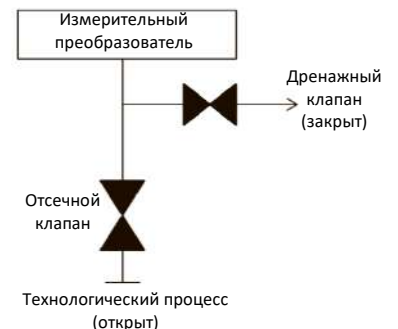 Измерительный
преобразователь
Дренажный
клапан
(закрыт)
Отсечной
клапан
Технологический процесс
(открыт)